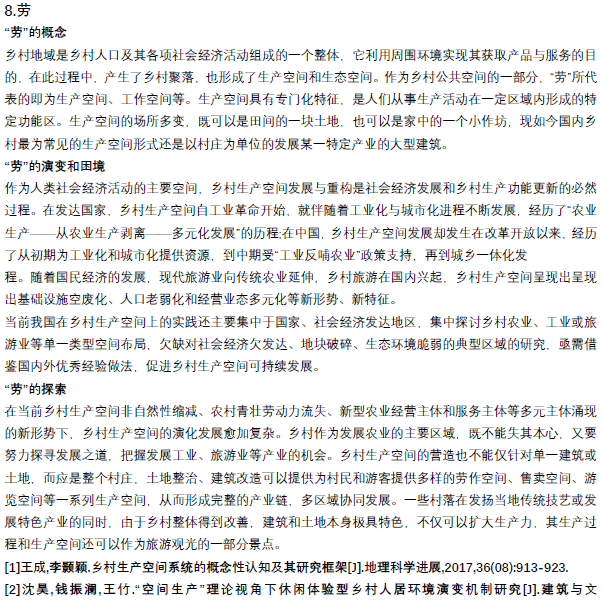 8.劳
“劳”的概念
乡村地域是乡村人口及其各项社会经济活动组成的一个整体，它利用周围环境实现其获取产品与服务的目
的，在此过程中，产生了乡村聚落，也形成了生产空间和生态空间。作为乡村公共空间的一部分，“劳”所代
表的即为生产空间、工作空间等。生产空间具有专门化特征，是人们从事生产活动在一定区域内形成的特
定功能区。生产空间的场所多变，既可以是田间的一块土地，也可以是家中的一个小作坊，现如今国内乡
村最为常见的生产空间形式还是以村庄为单位的发展某一特定产业的大型建筑。
“劳”的演变和困境
作为人类社会经济活动的主要空间，乡村生产空间发展与重构是社会经济发展和乡村生产功能更新的必然
过程。在发达国家，乡村生产空间自工业革命开始，就伴随着工业化与城市化进程不断发展，经历了“农业
生产——从农业生产剥离——多元化发展”的历程;在中国，乡村生产空间发展却发生在改革开放以来，经历
了从初期为工业化和城市化提供资源，到中期受“工业反哺农业”政策支持，再到城乡一体化发
程。随着国民经济的发展，现代旅游业向传统农业延伸，乡村旅游在国内兴起，乡村生产空间呈现出呈现
出基础设施空废化、人口老弱化和经营业态多元化等新形势、新特征。
当前我国在乡村生产空间上的实践还主要集中于国家、社会经济发达地区，集中探讨乡村农业、工业或旅
游业等单一类型空间布局，欠缺对社会经济欠发达、地块破碎、生态环境脆弱的典型区域的研究，亟需借
鉴国内外优秀经验做法，促进乡村生产空间可持续发展。
“劳”的探索
在当前乡村生产空间非自然性缩减、农村青壮劳动力流失、新型农业经营主体和服务主体等多元主体涌现
的新形势下，乡村生产空间的演化发展愈加复杂。乡村作为发展农业的主要区域，既不能失其本心，又要
努力探寻发展之道，把握发展工业、旅游业等产业的机会。乡村生产空间的营造也不能仅针对单一建筑或
土地，而应是整个村庄，土地整治、建筑改造可以提供为村民和游客提供多样的劳作空间、售卖空间、游
览空间等一系列生产空间，从而形成完整的产业链，多区域协同发展。一些村落在发扬当地传统技艺或发
展特色产业的同时，由于乡村整体得到改善，建筑和土地本身极具特色，不仅可以扩大生产力，其生产过
程和生产空间还可以作为旅游观光的一部分景点。
[1]王成,李颢颖.乡村生产空间系统的概念性认知及其研究框架[J].地理科学进展,2017,36(08):913-923.
[2]沈昊,钱振澜,王竹.“空间生产”理论视角下休闲体验型乡村人居环境演变机制研究[J].建筑与文